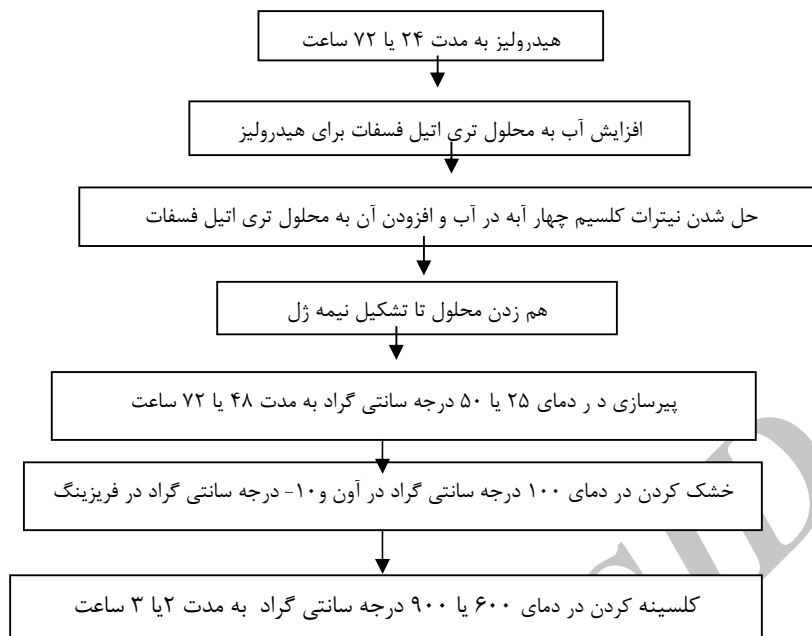 هیدرولیز به مدت ۲۴ یا ۷۲ ساعت
افزایش آب به محلول تری اتیل فسفات برای هیدرولیز
حل شدن نیترات کلسیم چهار آبه در آب و افزودن آن به محلول تری اتیل فسفات
هم زدن محلول تا تشکیل نیمه ژل
پیرسازی د ر دمای ۲۵ یا ۵۰ درجه سانتی گراد به مدت ۴۸ یا ۷۲ ساعت
خشک کردن در دمای ۱۰۰ درجه سانتی گراد در آون و۱۰- درجه سانتی گراد در فریزینگ
کلسینه کردن در دمای ۶۰۰ یا ۹۰۰ درجه سانتی گراد به مدت ۲یا ۳ ساعت